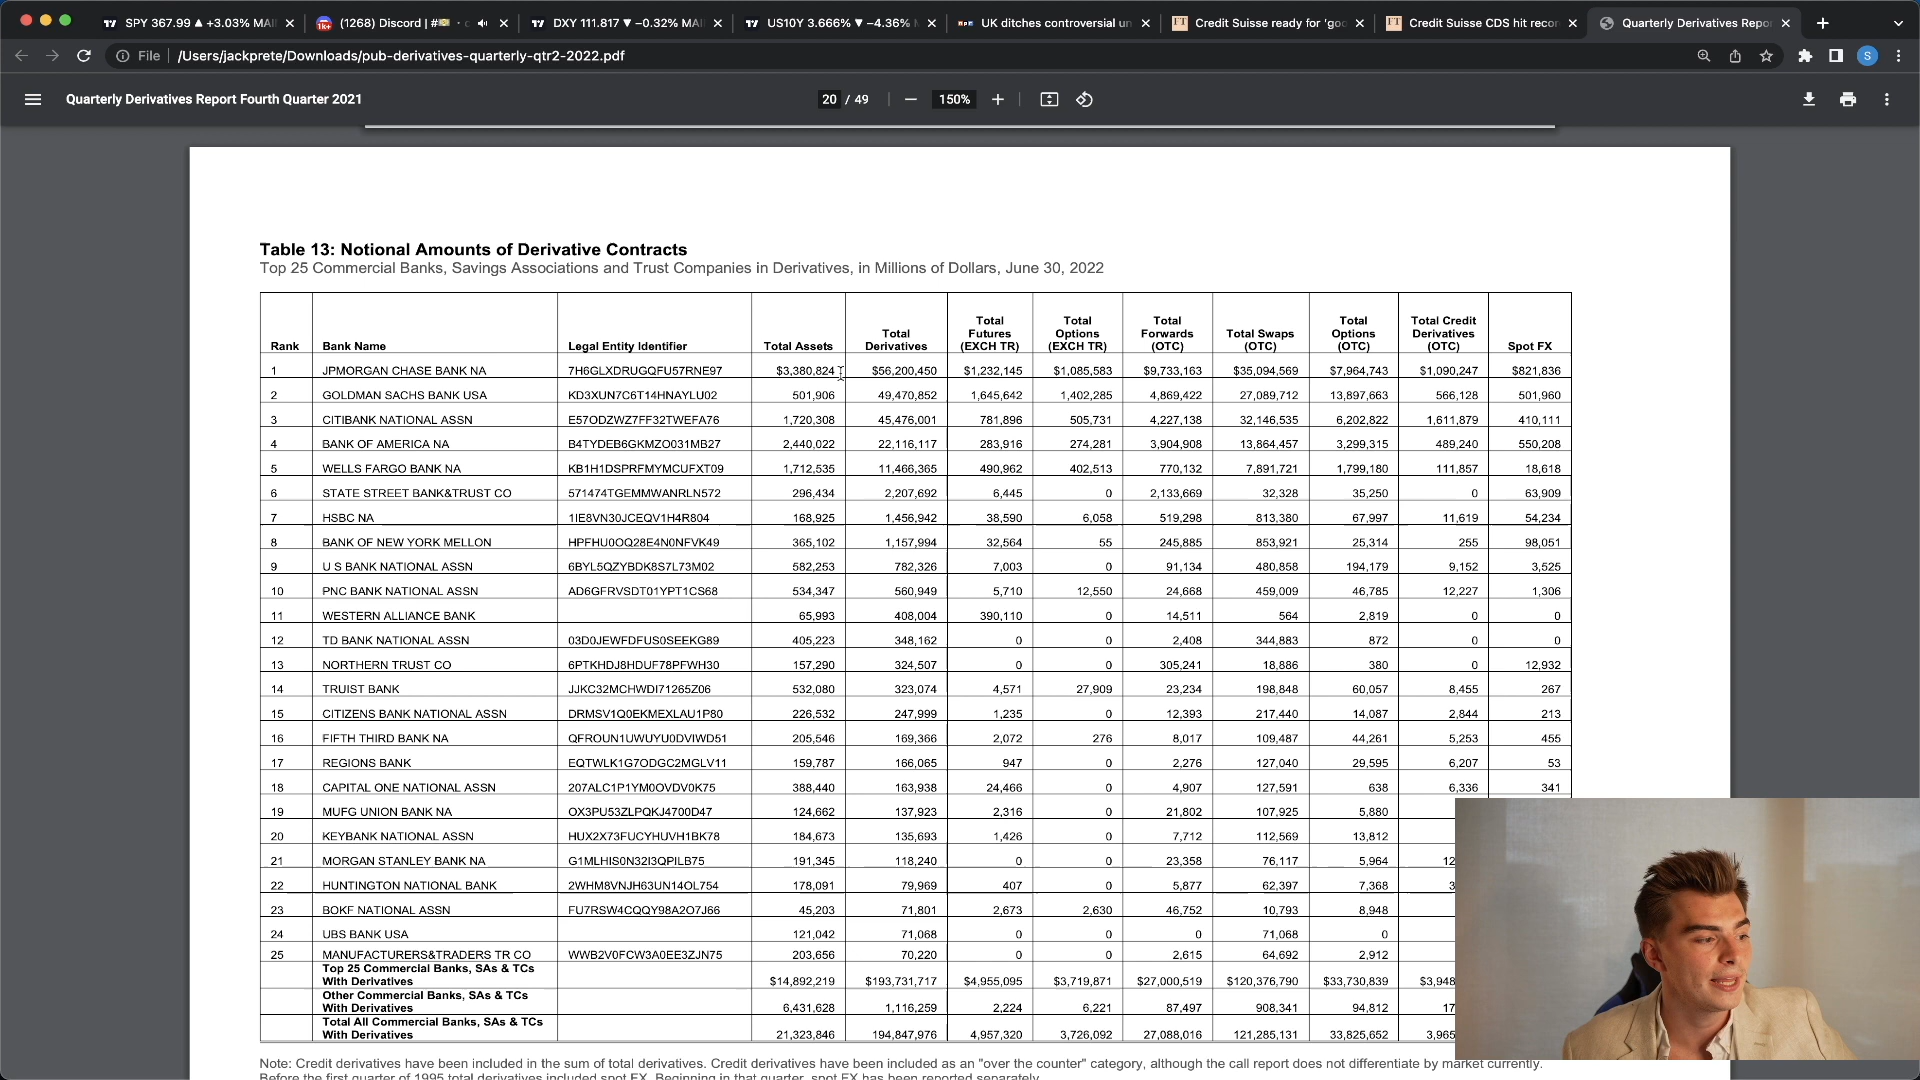 SPY 367.99 ▲ +3.03% MAI
(1268) Discord | #
DXY 111.817 ▼ −0.32% MAI
US10Y 3.666% ▼ −4.36%
UK ditches controversial un
FT Credit Suisse ready for 'goo
FT Credit Suisse CDS hit recor
Quarterly Derivatives Repo
File /Users/jackprete/Downloads/pub-derivatives-quarterly-qtr2-2022.pdf S
Quarterly Derivatives Report Fourth Quarter 2021 20 / 49 150%
Table 13: Notional Amounts of Derivative Contracts
Top 25 Commercial Banks, Savings Associations and Trust Companies in Derivatives, in Millions of Dollars, June 30, 2022
Rank Bank Name Legal Entity Identifier Total Assets Total Derivatives Total Futures (EXCH TR) Total Options (EXCH TR) Total Forwards (OTC) Total Swaps (OTC) Total Options (OTC) Total Credit Derivatives (OTC) Spot FX
1 JPMORGAN CHASE BANK NA 7H6GLXDRUGQFU57RNE97 $3,380,824 $56,200,450 $1,232,145 $1,085,583 $9,733,163 $35,094,569 $7,964,743 $1,090,247 $821,836
2 GOLDMAN SACHS BANK USA KD3XUN7C6T14HNAYLU02 501,906 49,470,852 1,645,642 1,402,285 4,869,422 27,089,712 13,897,663 566,128 501,960
3 CITIBANK NATIONAL ASSN E57ODZWZ7FF32TWEFA76 1,720,308 45,476,001 781,896 505,731 4,227,138 32,146,535 6,202,822 1,611,879 410,111
4 BANK OF AMERICA NA B4TYDEB6GKMZO031MB27 2,440,022 22,116,117 283,916 274,281 3,904,908 13,864,457 3,299,315 489,240 550,208
5 WELLS FARGO BANK NA KB1H1DSPRFMYMCUFXT09 1,712,535 11,466,365 490,962 402,513 770,132 7,891,721 1,799,180 111,857 18,618
6 STATE STREET BANK&TRUST CO 571474TGEMMWANRLN572 296,434 2,207,692 6,445 0 2,133,669 32,328 35,250 0 63,909
7 HSBC NA 1IE8VN30JCEQV1H4R804 168,925 1,456,942 38,590 6,058 519,298 813,380 67,997 11,619 54,234
8 BANK OF NEW YORK MELLON HPFHU0OQ28E4N0NFVK49 365,102 1,157,994 32,564 55 245,885 853,921 25,314 255 98,051
9 U S BANK NATIONAL ASSN 6BYL5QZYBDK8S7L73M02 582,253 782,326 7,003 0 91,134 480,858 194,179 9,152 3,525
10 PNC BANK NATIONAL ASSN AD6GFRVSDT01YPT1CS68 534,347 560,949 5,710 12,550 24,668 459,009 46,785 12,227 1,306
11 WESTERN ALLIANCE BANK 65,993 408,004 390,110 0 14,511 564 2,819 0 0
12 TD BANK NATIONAL ASSN 03D0JEWFDFUS0SEEKG89 405,223 348,162 0 0 2,408 344,883 872 0 0
13 NORTHERN TRUST CO 6PTKHDJ8HDUF78PFWH30 157,290 324,507 0 0 305,241 18,886 380 0 12,932
14 TRUIST BANK JJKC32MCHWDI71265Z06 532,080 323,074 4,571 27,909 23,234 198,848 60,057 8,455 267
15 CITIZENS BANK NATIONAL ASSN DRMSV1Q0EKMEXLAU1P80 226,532 247,999 1,235 0 12,393 217,440 14,087 2,844 213
16 FIFTH THIRD BANK NA QFROUN1UWUYU0DVIWD51 205,546 169,366 2,072 276 8,017 109,487 44,261 5,253 455
17 REGIONS BANK EQTWLK1G7ODGC2MGLV11 159,787 166,065 947 0 2,276 127,040 29,595 6,207 53
18 CAPITAL ONE NATIONAL ASSN 207ALC1P1YM0OVDV0K75 388,440 163,938 24,466 0 4,907 127,591 638 6,336 341
19 MUFG UNION BANK NA OX3PU53ZLPQKJ4700D47 124,662 137,923 2,316 0 21,802 107,925 5,880
20 KEYBANK NATIONAL ASSN HUX2X73FUCYHUVH1BK78 184,673 135,693 1,426 0 7,712 112,569 13,812
21 MORGAN STANLEY BANK NA G1MLHIS0N32I3QPILB75 191,345 118,240 0 0 23,358 76,117 5,964 12
22 HUNTINGTON NATIONAL BANK 2WHM8VNJH63UN14OL754 178,091 79,969 407 0 5,877 62,397 7,368 3
23 BOKF NATIONAL ASSN FU7RSW4CQQY98A2O7J66 45,203 71,801 2,673 2,630 46,752 10,793 8,948
24 UBS BANK USA 121,042 71,068 0 0 0 71,068 0
25 MANUFACTURERS&TRADERS TR CO WWB2V0FCW3A0EE3ZJN75 203,656 70,220 0 0 2,615 64,692 2,912
Top 25 Commercial Banks, SAs & TCs
With Derivatives $14,892,219 $193,731,717 $4,955,095 $3,719,871 $27,000,519 $120,376,790 $33,730,839 $3,948
Other Commercial Banks, SAs & TCs
With Derivatives 6,431,628 1,116,259 2,224 6,221 87,497 908,341 94,812 17
Total All Commercial Banks, SAs & TCs
With Derivatives 21,323,846 194,847,976 4,957,320 3,726,092 27,088,016 121,285,131 33,825,652 3,965
Note: Credit derivatives have been included in the sum of total derivatives. Credit derivatives have been included as an "over the counter" category, although the call report does not differentiate by market currently.
Before the first quarter of 1995 total derivatives included spot FX. Beginning in that quarter, spot FX has been reported separately.